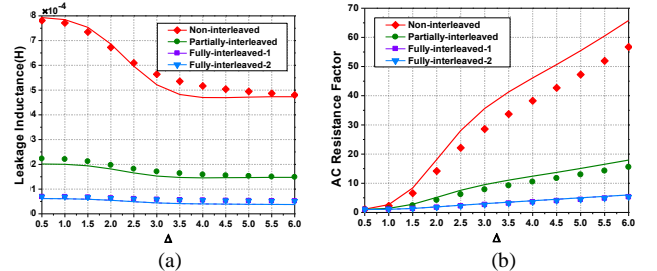 ×10⁻⁴
8
7
6
5
4
3
2
1
0
Leakage Inductance(H)
Non-interleaved
Partially-interleaved
Fully-interleaved-1
Fully-interleaved-2
0.5 1.0 1.5 2.0 2.5 3.0 3.5 4.0 4.5 5.0 5.5 6.0
Δ
(a)
70
60
50
40
30
20
10
0
AC Resistance Factor
Non-interleaved
Partially-interleaved
Fully-interleaved-1
Fully-interleaved-2
0.5 1.0 1.5 2.0 2.5 3.0 3.5 4.0 4.5 5.0 5.5 6.0
Δ
(b)